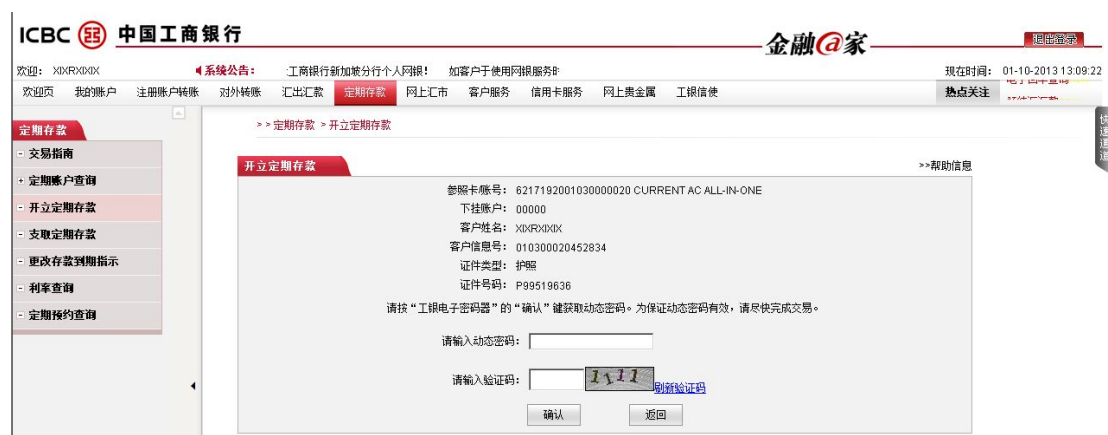 ICBC 中国工商银行
金融@家
退出登录
欢迎： XIXRXIXIX
系统公告： :工商银行新加坡分行个人网银！ 如客户于使用网银服务时
现在时间： 01-10-2013 13:09:22
欢迎页 我的账户 注册账户转账 对外转账 汇出汇款 定期存款 网上汇市 客户服务 信用卡服务 网上贵金属 工银信使
热点关注
快速通道
定期存款
- 交易指南
+ 定期账户查询
- 开立定期存款
- 支取定期存款
- 更改存款到期指示
- 利率查询
- 定期预约查询
>> 定期存款 > 开立定期存款
开立定期存款
>>帮助信息
参照卡/账号： 6217192001030000020 CURRENT AC ALL-IN-ONE
下挂账户： 00000
客户姓名： XIXRXIXIX
客户信息号： 010300020452834
证件类型： 护照
证件号码： P99519636
请按“工银电子密码器”的“确认”键获取动态密码。为保证动态密码有效，请尽快完成交易。
请输入动态密码：
请输入验证码： 1111 刷新验证码
确认 返回